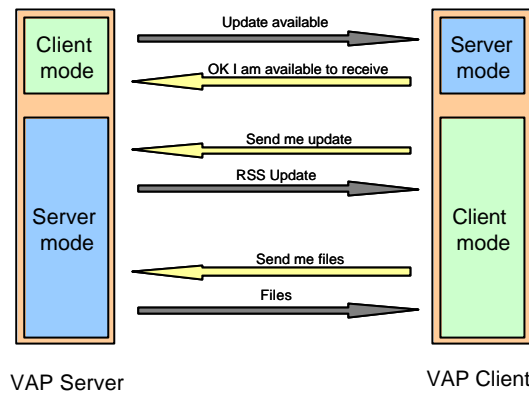 Update available
Client
mode
Server
mode
OK I am available to receive
Send me update
RSS Update
Server
mode
Client
mode
Send me files
Files
VAP Server
VAP Client